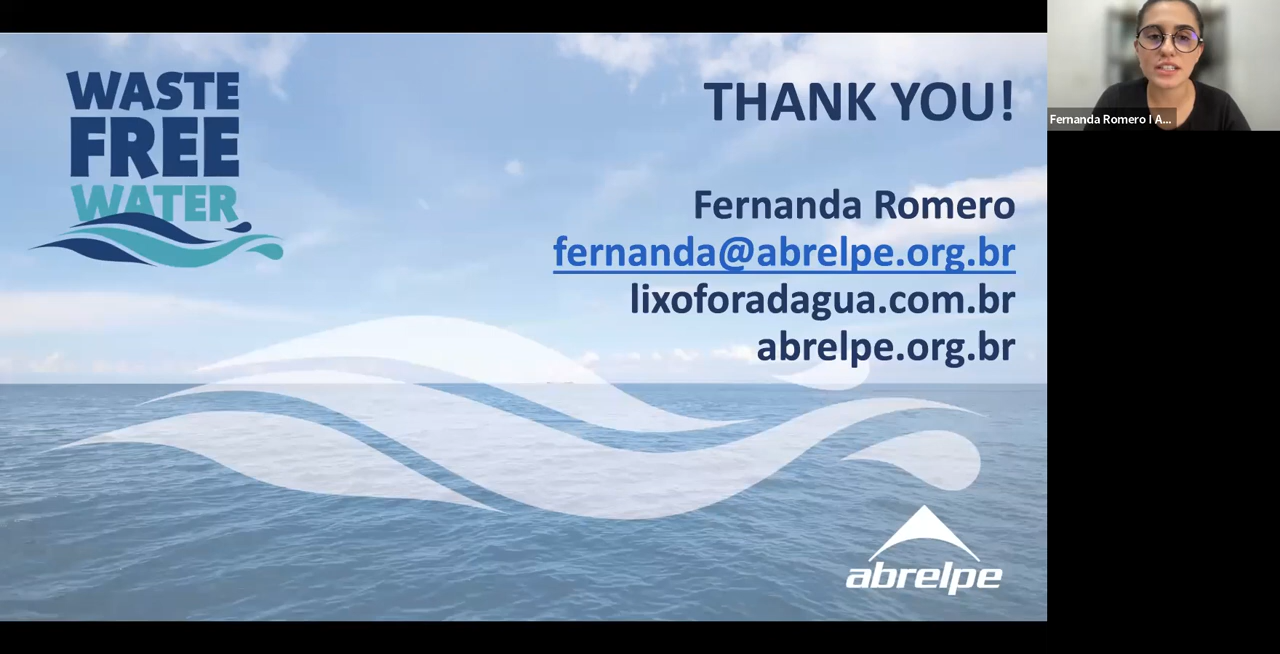 WASTE
FREE
WATER
THANK YOU!
Fernanda Romero
fernanda@abrelpe.org.br
lixoforadagua.com.br
abrelpe.org.br
abrelpe
Fernanda Romero I A...